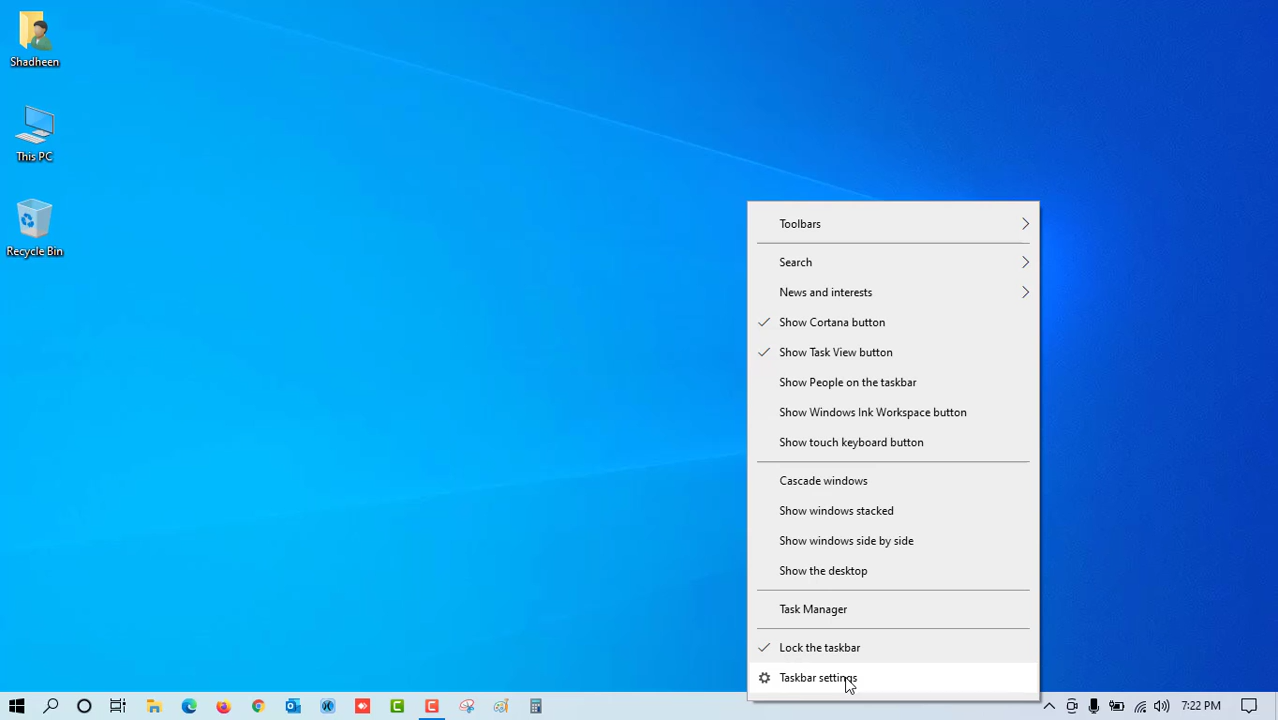 Shadheen
This PC
Recycle Bin
Toolbars
Search
News and interests
Show Cortana button
Show Task View button
Show People on the taskbar
Show Windows Ink Workspace button
Show touch keyboard button
Cascade windows
Show windows stacked
Show windows side by side
Show the desktop
Task Manager
Lock the taskbar
Taskbar settings
7:22 PM